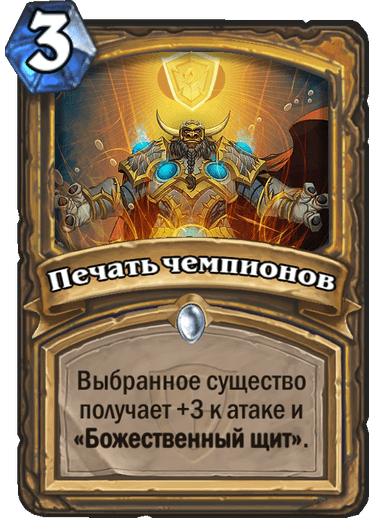 3
Печать чемпионов
Выбранное существо
получает +3 к атаке и
«Божественный щит».